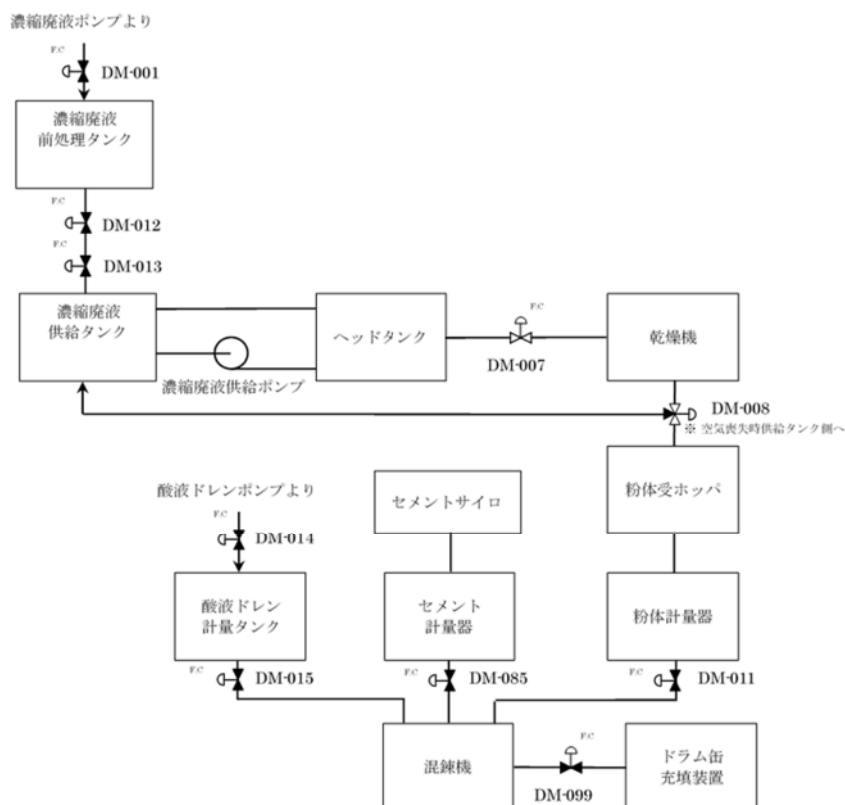 濃縮廃液ポンプより
F.C
DM-001
濃縮廃液
前処理タンク
F.C
DM-012
F.C
DM-013
濃縮廃液
供給タンク
濃縮廃液供給ポンプ
ヘッドタンク
F.C
DM-007
乾燥機
DM-008
※ 空気喪失時供給タンク側へ
酸液ドレンポンプより
F.C
DM-014
セメントサイロ
粉体受ホッパ
酸液ドレン
計量タンク
セメント
計量器
粉体計量器
F.C
DM-015
F.C
DM-085
F.C
DM-011
混錬機
F.C
DM-099
ドラム缶
充填装置